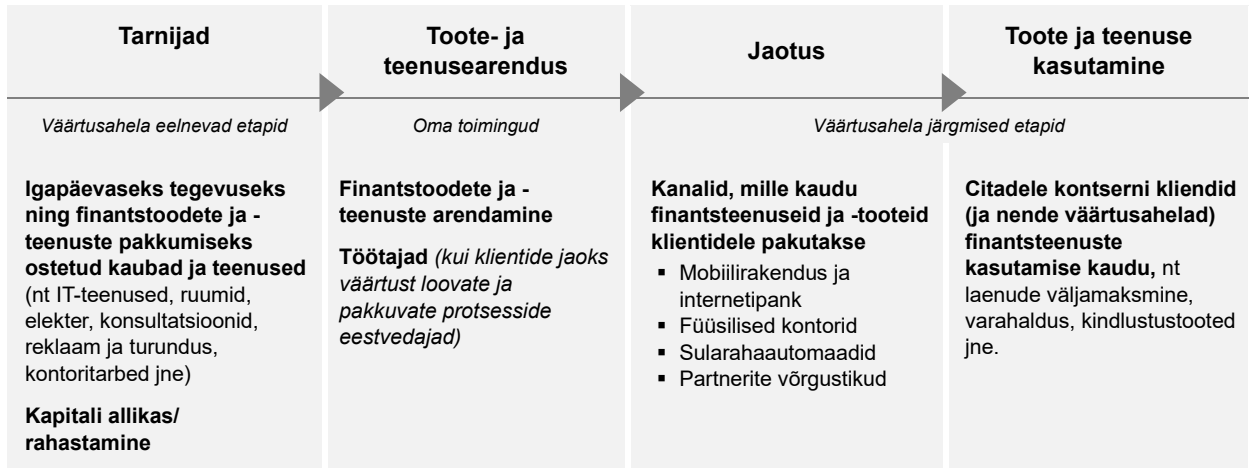 Tarnijad
Väärtusahela eelnevad etapid
Igapäevaseks tegevuseks
ning finantstoodete ja -
teenuste pakkumiseks
ostetud kaubad ja teenused
(nt IT-teenused, ruumid,
elekter, konsultatsioonid,
reklaam ja turundus,
kontoritarbed jne)
Kapitali allikas/
rahastamine
Toote- ja
teenusearendus
Oma toimingud
Finantstoodete ja -
teenuste arendamine
Töötajad (kui klientide jaoks
väärtust loovate ja
pakkuvate protsesside
eestvedajad)
Jaotus
Väärtusahela järgmised etapid
Kanalid, mille kaudu
finantsteenuseid ja -tooteid
klientidele pakutakse
▪ Mobiilirakendus ja
internetipank
▪ Füüsilised kontorid
▪ Sularahaautomaadid
▪ Partnerite võrgustikud
Toote ja teenuse
kasutamine
Citadele kontserni kliendid
(ja nende väärtusahelad)
finantsteenuste
kasutamise kaudu, nt
laenude väljamaksmine,
varahaldus, kindlustustooted
jne.